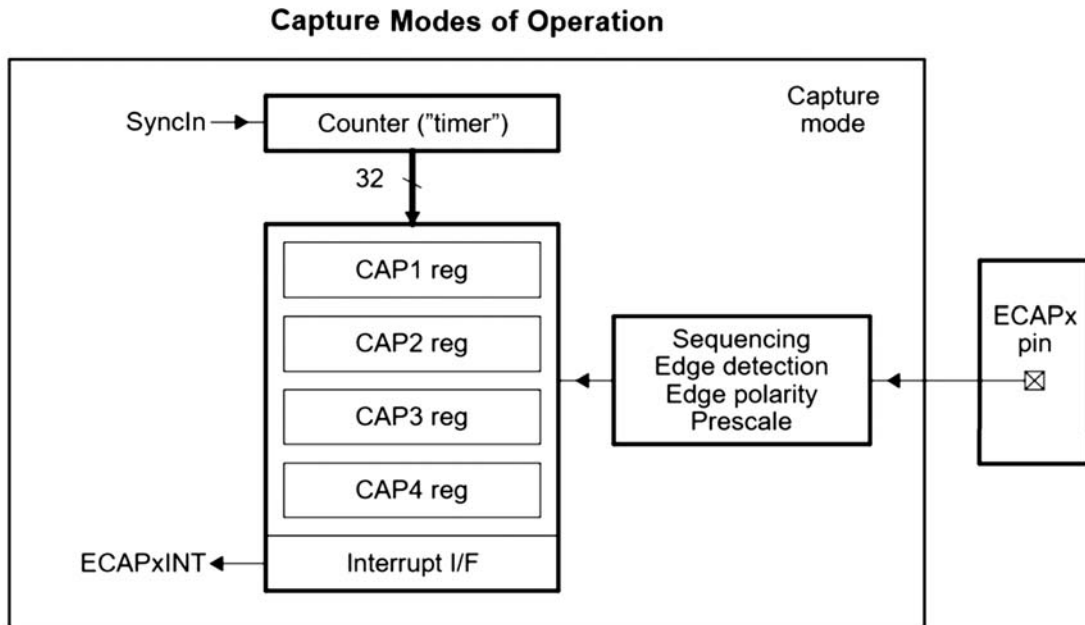 Capture Modes of Operation
SyncIn
Counter ("timer")
Capture
mode
32
CAP1 reg
CAP2 reg
CAP3 reg
CAP4 reg
Sequencing
Edge detection
Edge polarity
Prescale
ECAPx
pin
ECAPxINT
Interrupt I/F